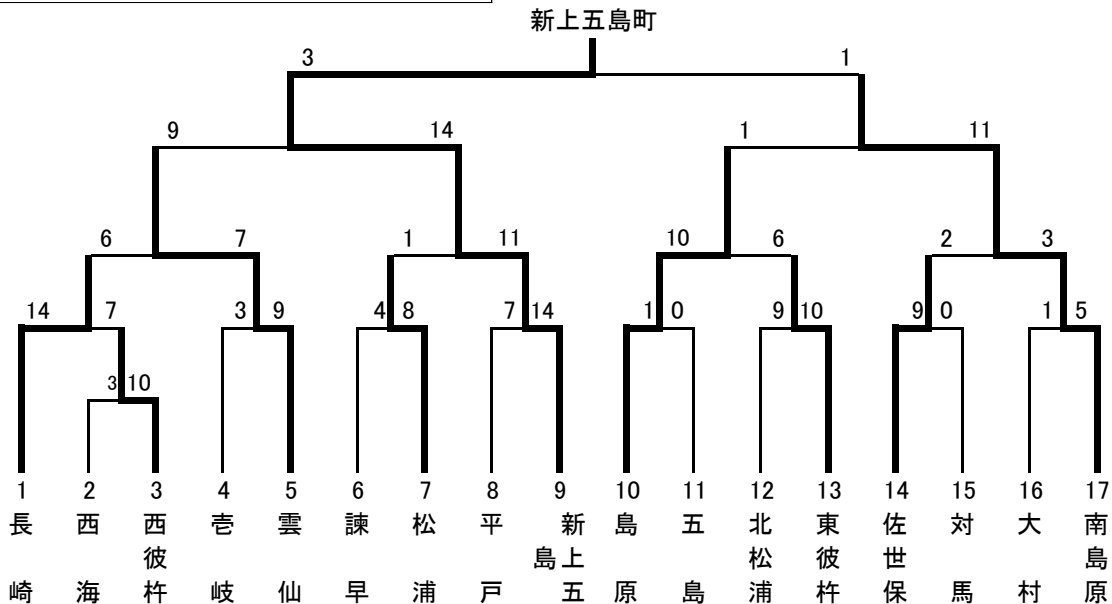 新上五島町
3 1
9 14 1 11
6 7 1 11 10 6 2 3
14 7 3 9 4 8 7 14 1 0 9 10 9 0 1 5
3 10
1 2 3 4 5 6 7 8 9 10 11 12 13 14 15 16 17
長崎
西海
西彼杵
壱岐
雲仙
諫早
松浦
平戸
新上五島
島原
五島
北松浦
東彼杵
佐世保
対馬
大村
南島原